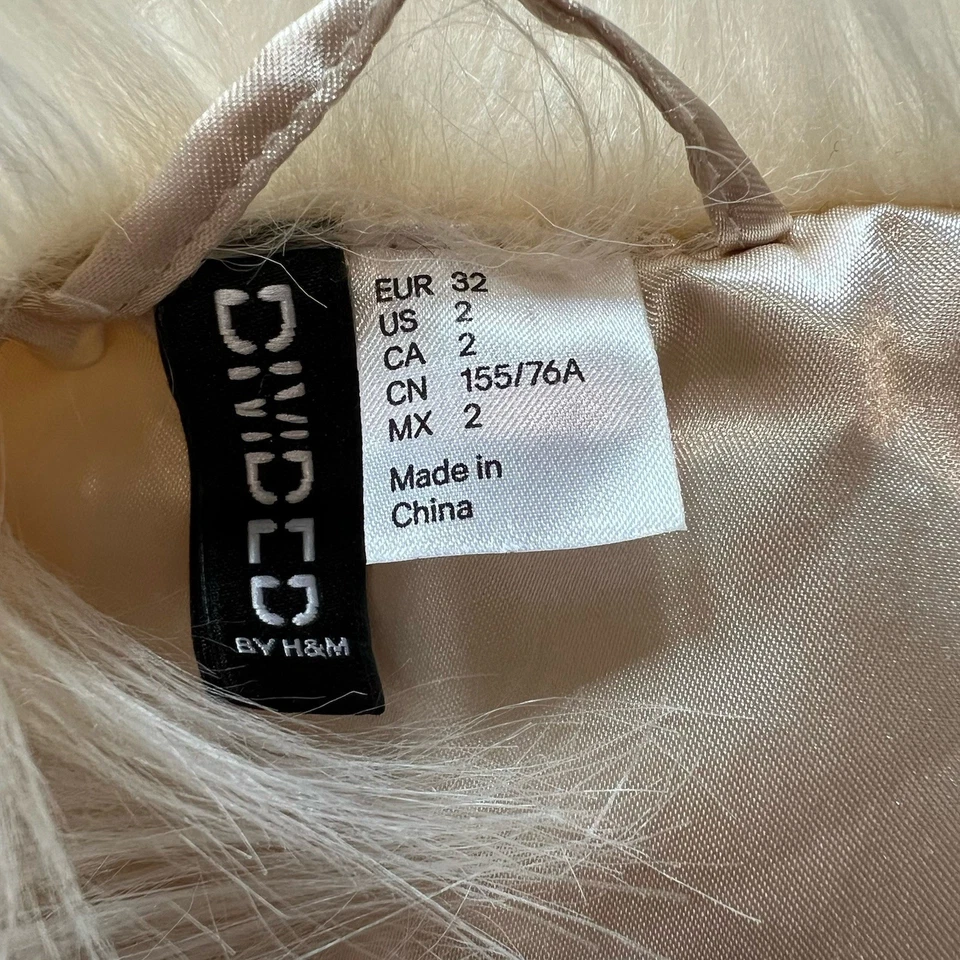 DIVIDED
BY H&M
EUR 32
US 2
CA 2
CN 155/76A
MX 2
Made in
China